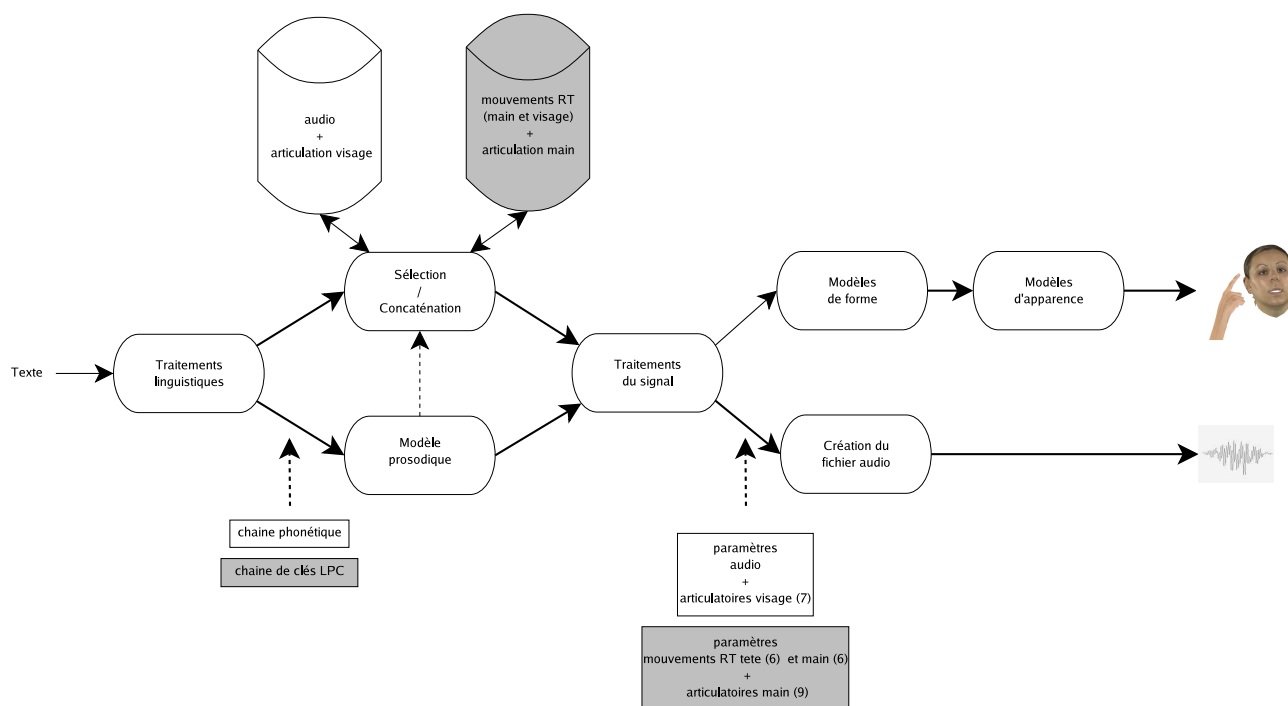 audio
+
articulation visage
mouvements RT
(main et visage)
+
articulation main
Sélection
/
Concaténation
Modèles
de forme
Modèles
d'apparence
Texte
Traitements
linguistiques
Traitements
du signal
Modèle
prosodique
Création du
fichier audio
chaine phonétique
chaine de clés LPC
paramètres
audio
+
articulatoires visage (7)
paramètres
mouvements RT tete (6) et main (6)
+
articulatoires main (9)